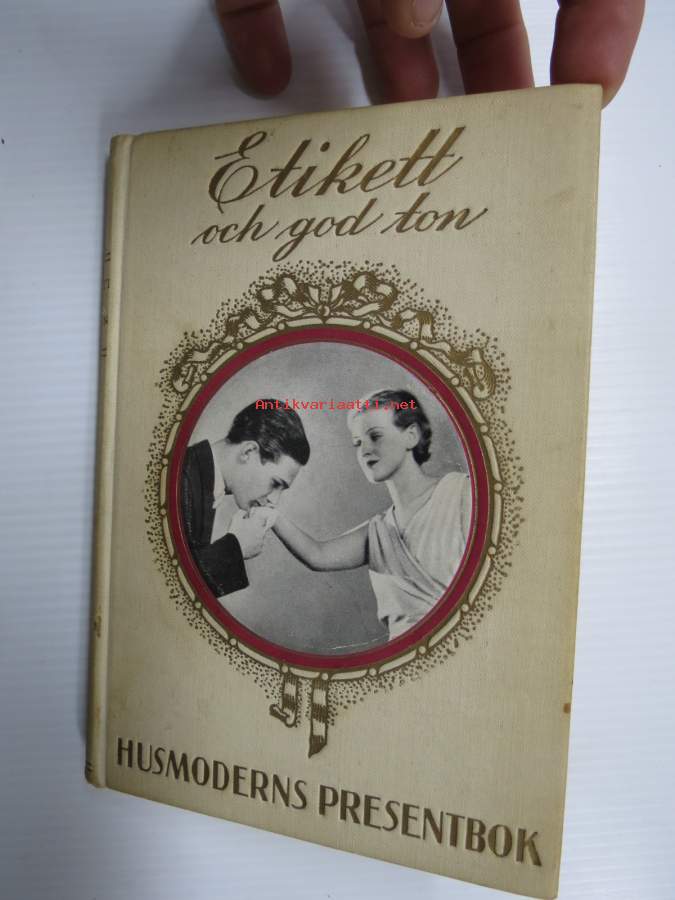 Etikett
och god ton
Antikvariaatti.net
HUSMODERNS PRESENTBOK